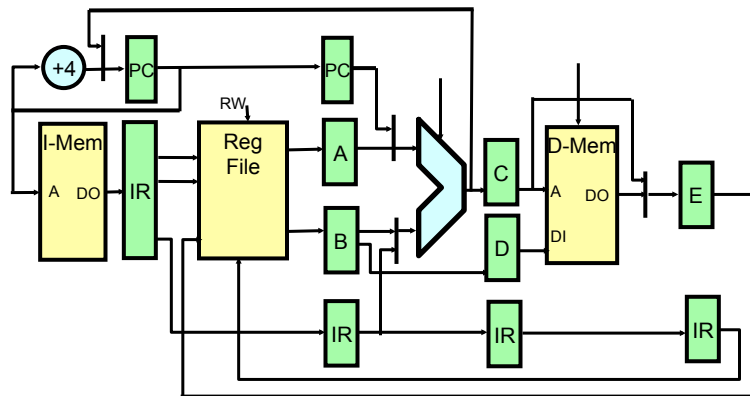 +4
PC
PC
RW
I-Mem
A
DO
IR
Reg
File
A
B
C
D
D-Mem
A
DO
DI
E
IR
IR
IR